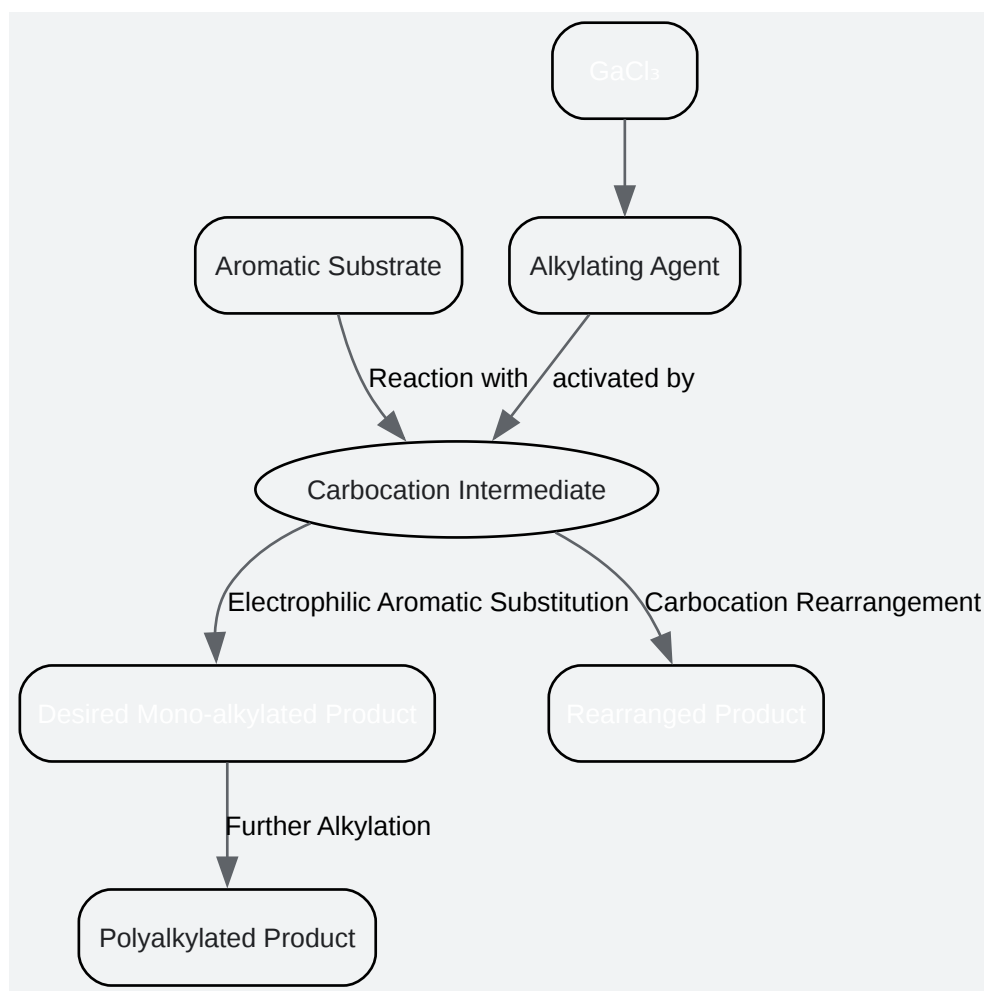 GaCl₃
Aromatic Substrate
Alkylating Agent
Reaction with
activated by
Carbocation Intermediate
Electrophilic Aromatic Substitution
Carbocation Rearrangement
Desired Mono-alkylated Product
Rearranged Product
Further Alkylation
Polyalkylated Product